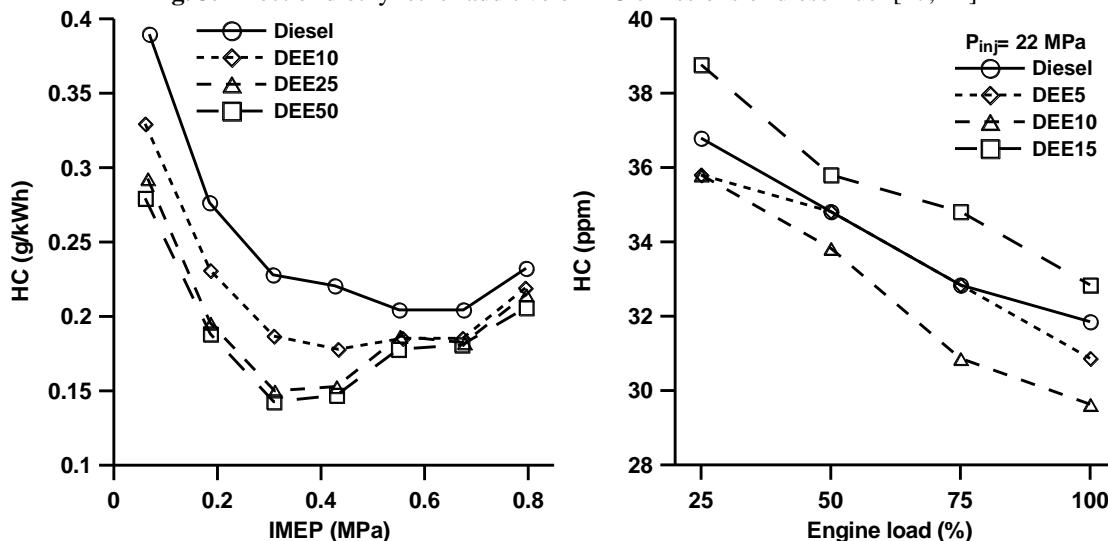 0.4
0.35
0.3
0.25
0.2
0.15
0.1
HC (g/kWh)
0
0.2
0.4
0.6
0.8
IMEP (MPa)
Diesel
DEE10
DEE25
DEE50
40
38
36
34
32
30
28
HC (ppm)
25
50
75
100
Engine load (%)
Pinj= 22 MPa
Diesel
DEE5
DEE10
DEE15